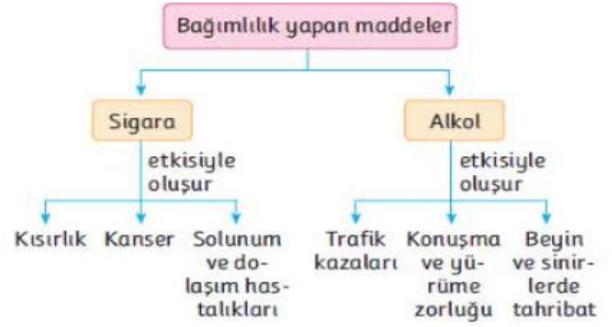 Bağımlılık yapan maddeler
Sigara
Alkol
etkisiyle
oluşur
etkisiyle
oluşur
Kısırlık
Kanser
Solunum
ve do-
laşım has-
talıkları
Trafik
kazaları
Konuşma
ve yü-
rüme
zorluğu
Beyin
ve sinir-
lerde
tahribat